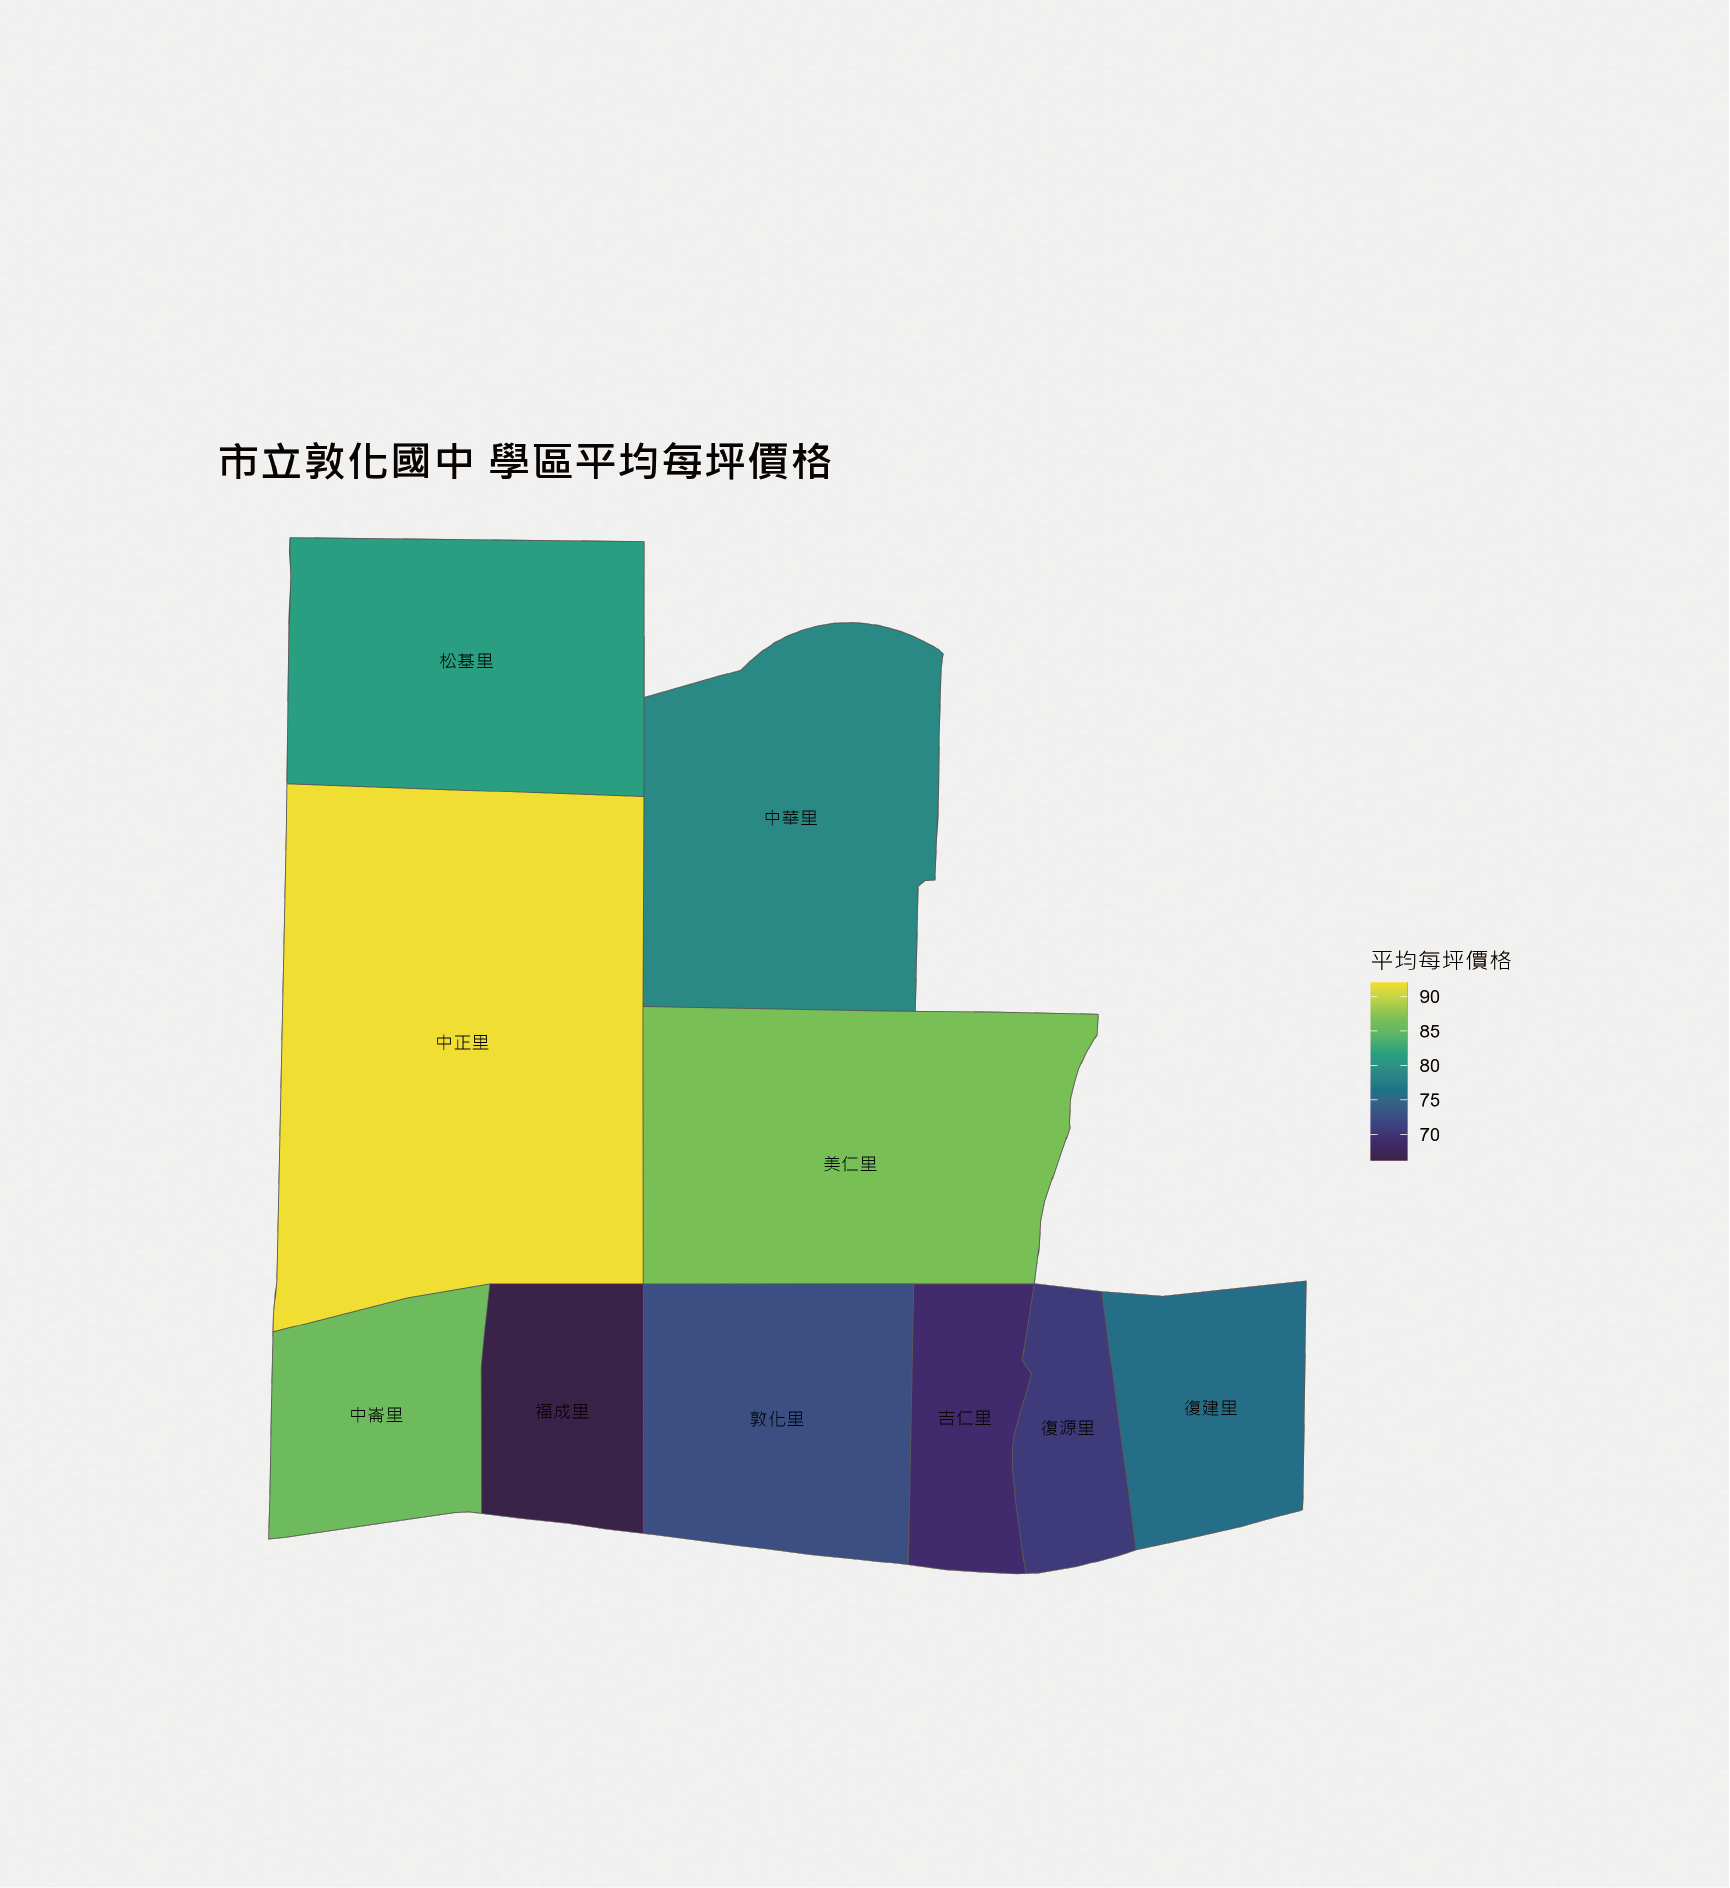 市立敦化國中 學區平均每坪價格
松基里
中華里
中正里
美仁里
中崙里
福成里
敦化里
吉仁里
復源里
復建里
平均每坪價格
90
85
80
75
70